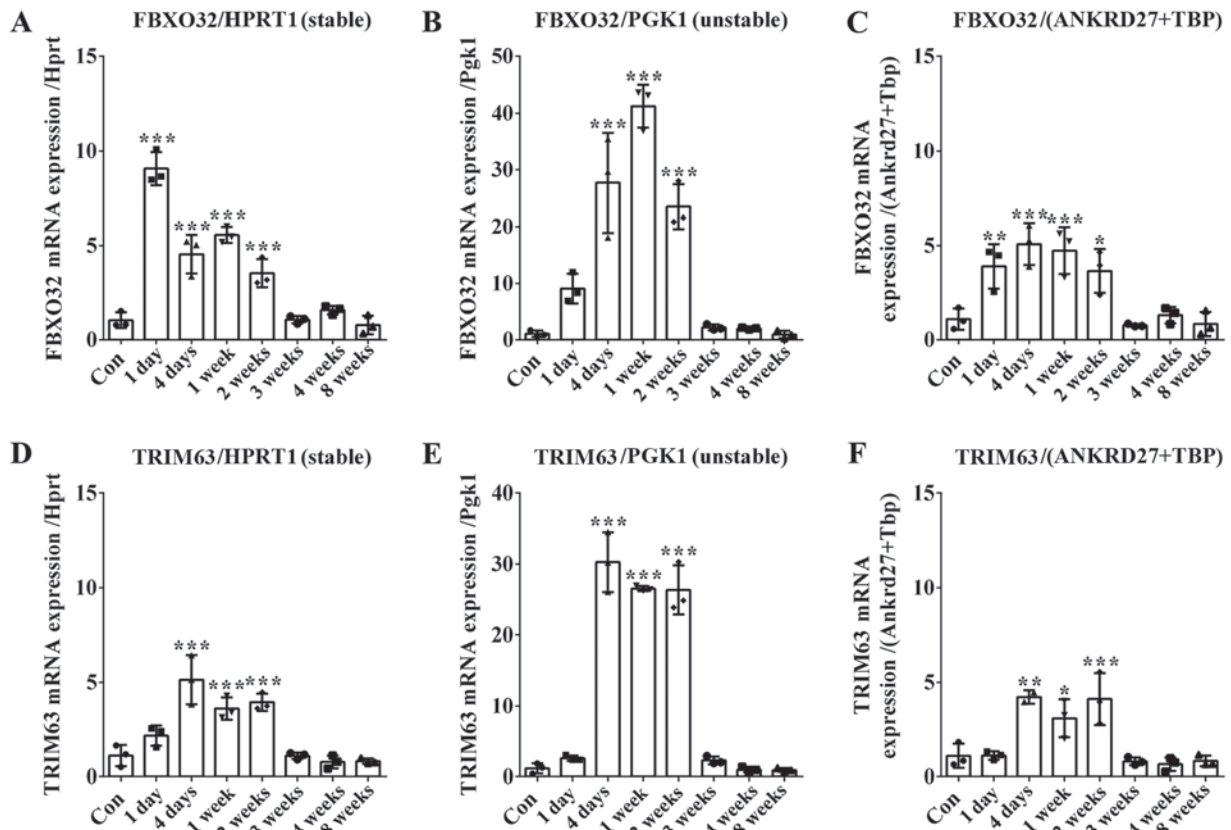 A
FBXO32/HPRT1 (stable)
FBXO32 mRNA expression /Hprt
15
10
5
0
***
***
***
***
Con
1 day
4 days
1 week
2 weeks
3 weeks
4 weeks
8 weeks
B
FBXO32/PGK1 (unstable)
FBXO32 mRNA expression /Pgk1
50
40
30
20
10
0
***
***
***
Con
1 day
4 days
1 week
2 weeks
3 weeks
4 weeks
8 weeks
C
FBXO32/(ANKRD27+TBP)
FBXO32 mRNA
expression /(Ankrd27+Tbp)
15
10
5
0
**
***
***
*
Con
1 day
4 days
1 week
2 weeks
3 weeks
4 weeks
8 weeks
D
TRIM63/HPRT1 (stable)
TRIM63 mRNA expression /Hprt
15
10
5
0
***
***
***
Con
1 day
4 days
1 week
2 weeks
3 weeks
4 weeks
8 weeks
E
TRIM63/PGK1 (unstable)
TRIM63 mRNA expression /Pgk1
40
30
20
10
0
***
***
***
Con
1 day
4 days
1 week
2 weeks
3 weeks
4 weeks
8 weeks
F
TRIM63/(ANKRD27+TBP)
TRIM63 mRNA
expression /(Ankrd27+Tbp)
15
10
5
0
**
*
***
Con
1 day
4 days
1 week
2 weeks
3 weeks
4 weeks
8 weeks